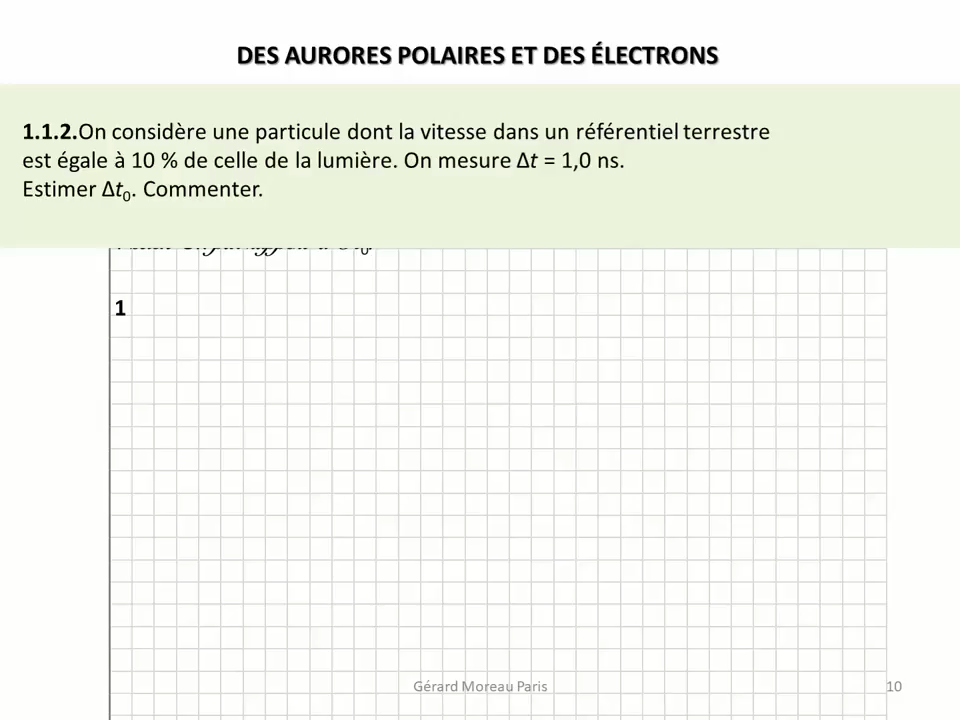 DES AURORES POLAIRES ET DES ÉLECTRONS
1.1.2.On considère une particule dont la vitesse dans un référentiel terrestre
est égale à 10 % de celle de la lumière. On mesure Δt = 1,0 ns.
Estimer Δt₀. Commenter.
1
Gérard Moreau Paris
10